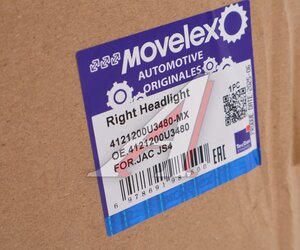 Movelex
AUTOMOTIVE
ORIGINALES
Right Headlight
4121200U3480-MX
OE.4121200U3480
FOR.JAC JS4
1PC